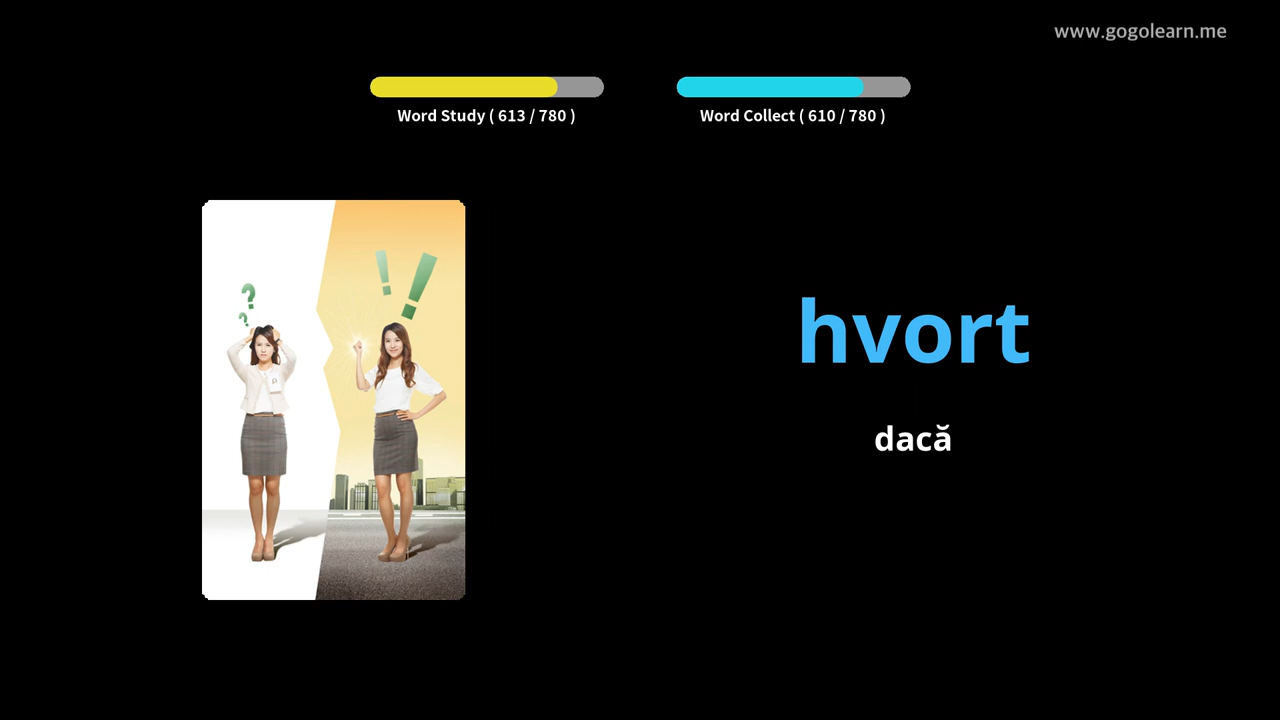 www.gogolearn.me
Word Study ( 613 / 780 )
Word Collect ( 610 / 780 )
? ?
! !
hvort
dacă